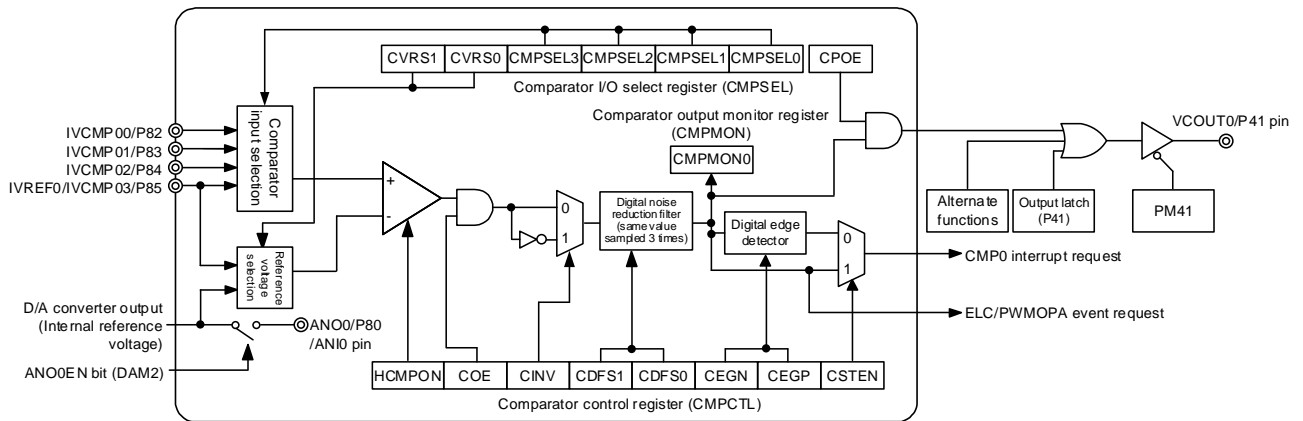 CVRS1 CVRS0 CMPSEL3 CMPSEL2 CMPSEL1 CMPSEL0 CPOE
Comparator I/O select register (CMPSEL)
IVCMP00/P82
IVCMP01/P83
IVCMP02/P84
IVREF0/IVCMP03/P85
Comparator
input selection
Comparator output monitor register
(CMPMON)
CMPMON0
VCOUT0/P41 pin
+
-
0
1
Digital noise
reduction filter
(same value
sampled 3 times)
Digital edge
detector
0
1
Alternate
functions
Output latch
(P41)
PM41
CMP0 interrupt request
ELC/PWMOPA event request
Reference
voltage
selection
D/A converter output
(Internal reference
voltage)
ANO0/P80
/ANI0 pin
ANO0EN bit (DAM2)
HCMPON COE CINV CDFS1 CDFS0 CEGN CEGP CSTEN
Comparator control register (CMPCTL)